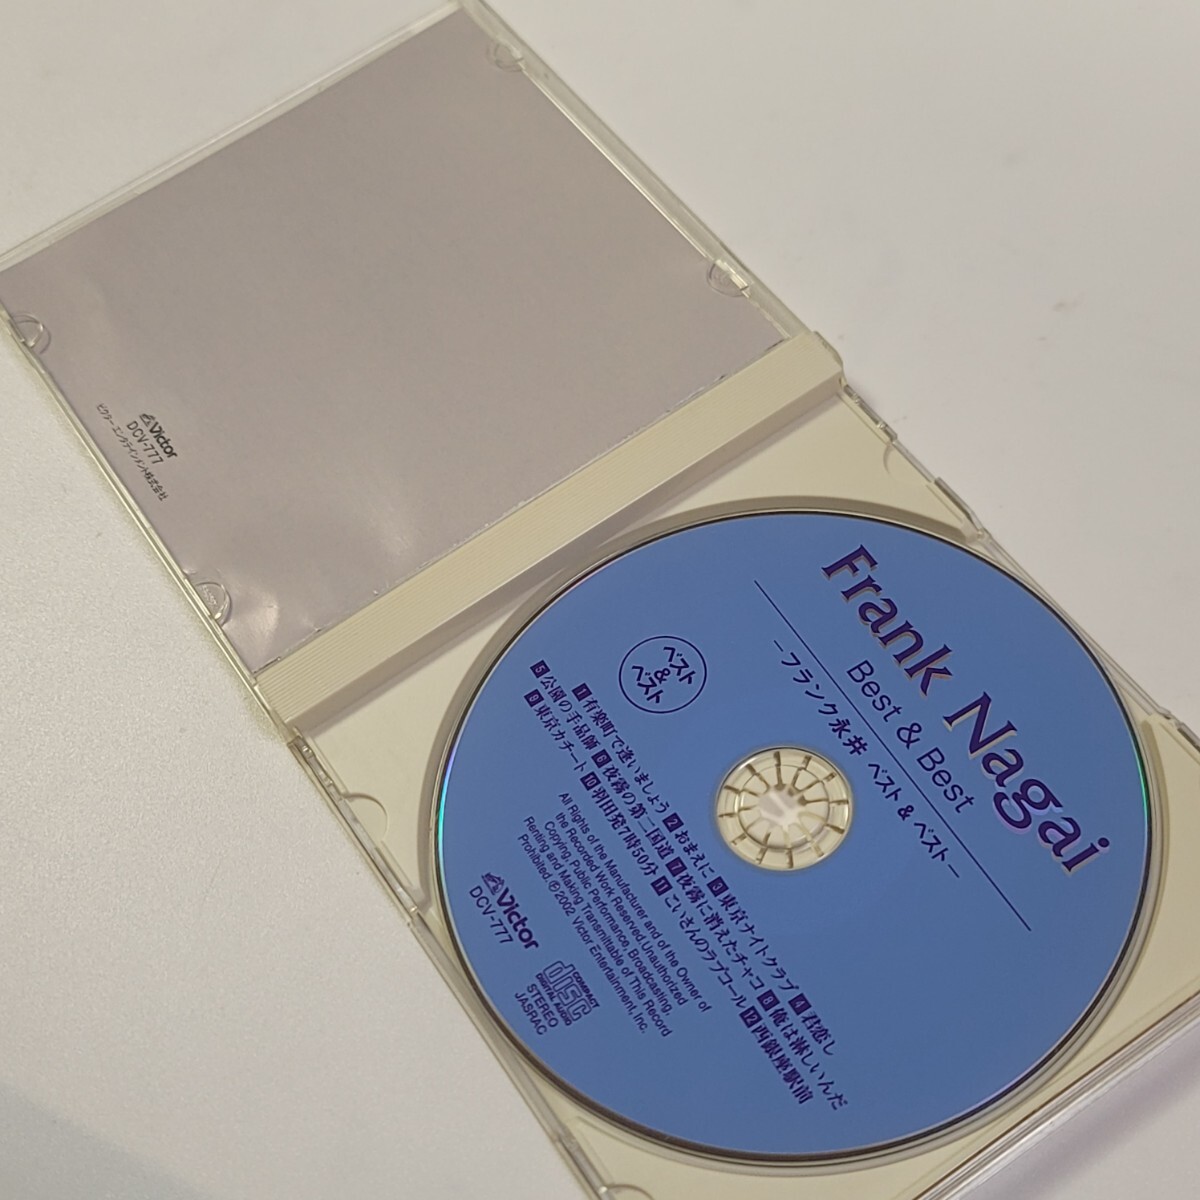 Victor
DCV-777
ビクターエンタテインメント株式会社
Frank Nagai
Best & Best
－フランク永井 ベスト & ベスト－
ベスト
&
ベスト
1 有楽町で逢いましょう 2 おまえに 3 東京ナイトクラブ 4 君恋し
5 公園の手品師 6 夜霧の第二国道 7 夜霧に消えたチャコ 8 俺は淋しいんだ
9 東京カチート 10 羽田発7時50分 11 こいさんのラブコール 12 西銀座駅前
All Rights of the Manufacturer and of the Owner of
the Recorded Work Reserved Unauthorized
Copying, Public Performance, Broadcasting,
Renting and Making Transmittable of This Record
Prohibited. ℗2002 Victor Entertainment, Inc.
Victor
DCV-777
COMPACT
disc
DIGITAL AUDIO
STEREO
JASRAC